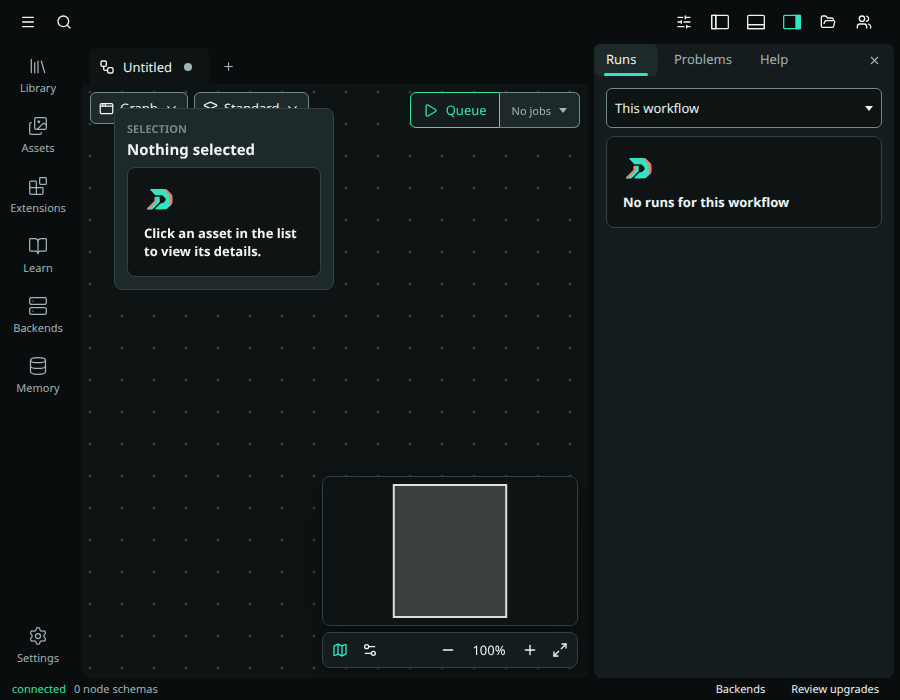 Untitled
Library
Assets
Extensions
Learn
Backends
Memory
Settings
Graph
Standard
Queue
No jobs
SELECTION
Nothing selected
Click an asset in the list
to view its details.
100%
Runs
Problems
Help
This workflow
No runs for this workflow
connected
0 node schemas
Backends
Review upgrades